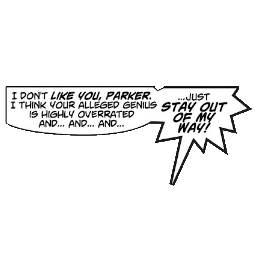 I DON'T LIKE YOU, PARKER.
I THINK YOUR ALLEGED GENIUS
IS HIGHLY OVERRATED
AND... AND... AND...
...JUST
STAY OUT
OF MY
WAY!